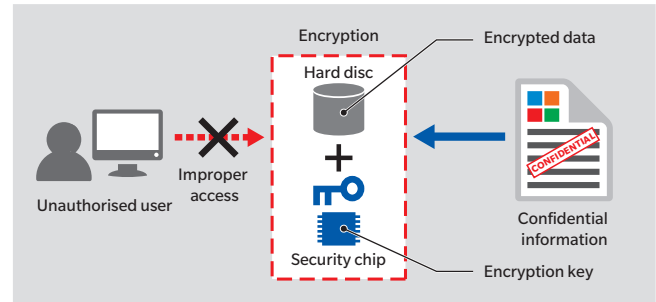 Encryption
Encrypted data
Hard disc
CONFIDENTIAL
Improper
access
Unauthorised user
Confidential
information
Security chip
Encryption key